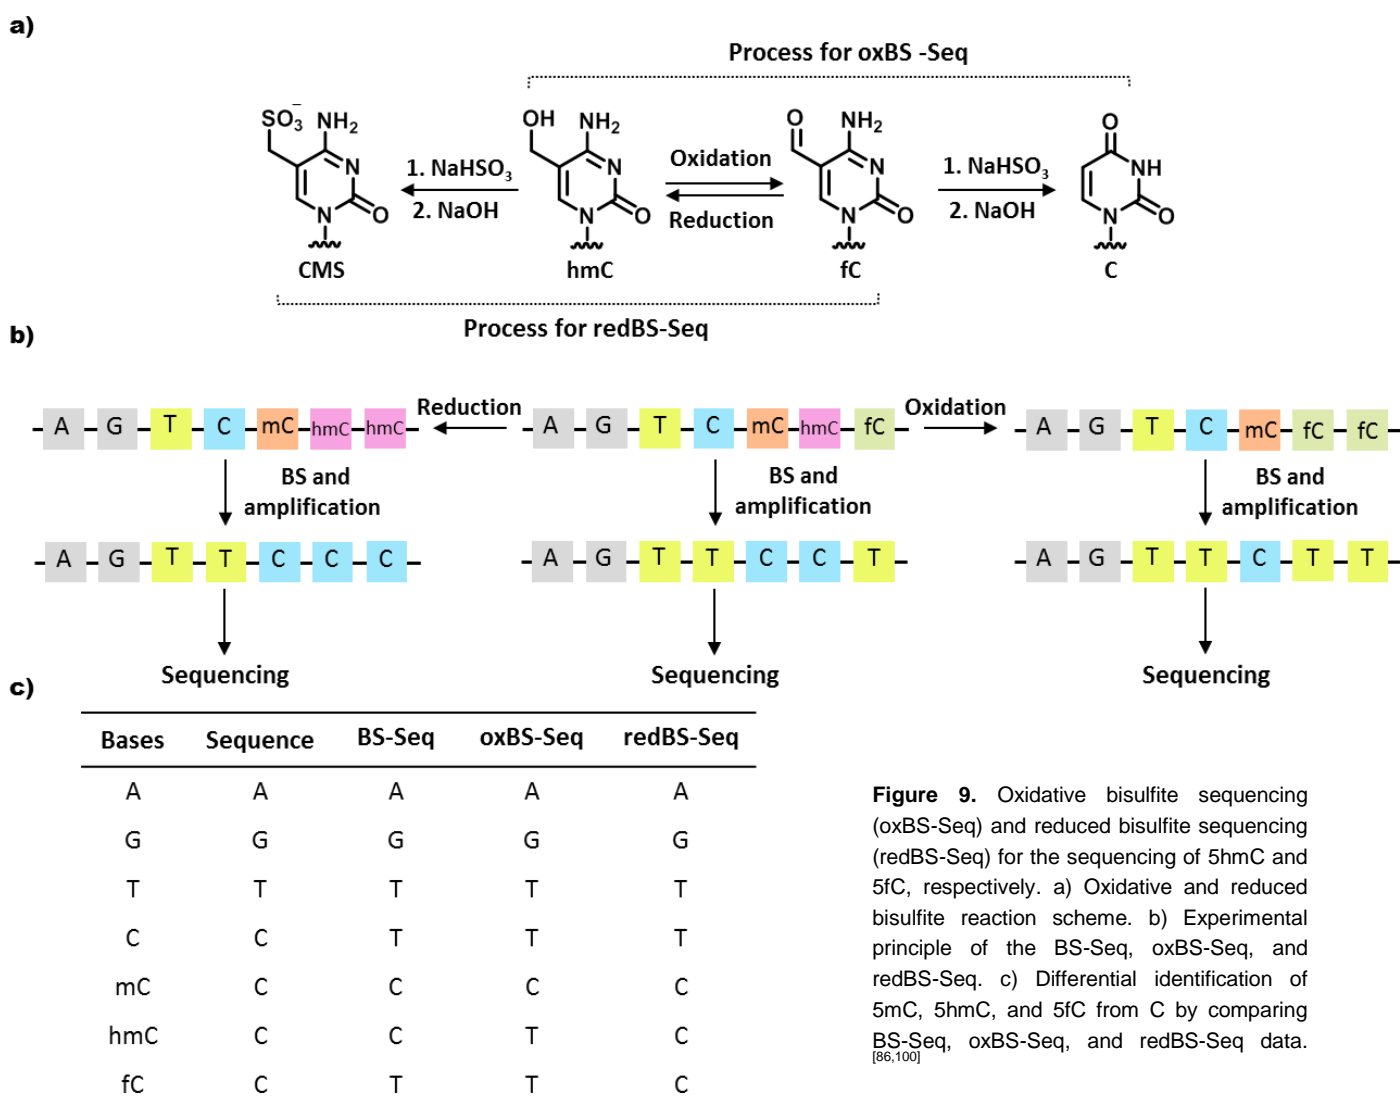 a)
Process for oxBS -Seq
SO₃⁻ NH₂ OH NH₂ O NH₂ O
N O N N O N N O N NH O N
1. NaHSO₃
2. NaOH
Oxidation
Reduction
1. NaHSO₃
2. NaOH
CMS hmC fC C
Process for redBS-Seq
b)
A G T C mC hmC hmC Reduction A G T C mC hmC fC Oxidation A G T C mC fC fC
BS and BS and BS and
amplification amplification amplification
A G T T C C C A G T T C C T A G T T C T T
Sequencing Sequencing Sequencing
c)
Bases Sequence BS-Seq oxBS-Seq redBS-Seq
A A A A A
G G G G G
T T T T T
C C T T T
mC C C C C
hmC C C T C
fC C T T C
Figure 9. Oxidative bisulfite sequencing
(oxBS-Seq) and reduced bisulfite sequencing
(redBS-Seq) for the sequencing of 5hmC and
5fC, respectively. a) Oxidative and reduced
bisulfite reaction scheme. b) Experimental
principle of the BS-Seq, oxBS-Seq, and
redBS-Seq. c) Differential identification of
5mC, 5hmC, and 5fC from C by comparing
BS-Seq, oxBS-Seq, and redBS-Seq data.
[86,100]